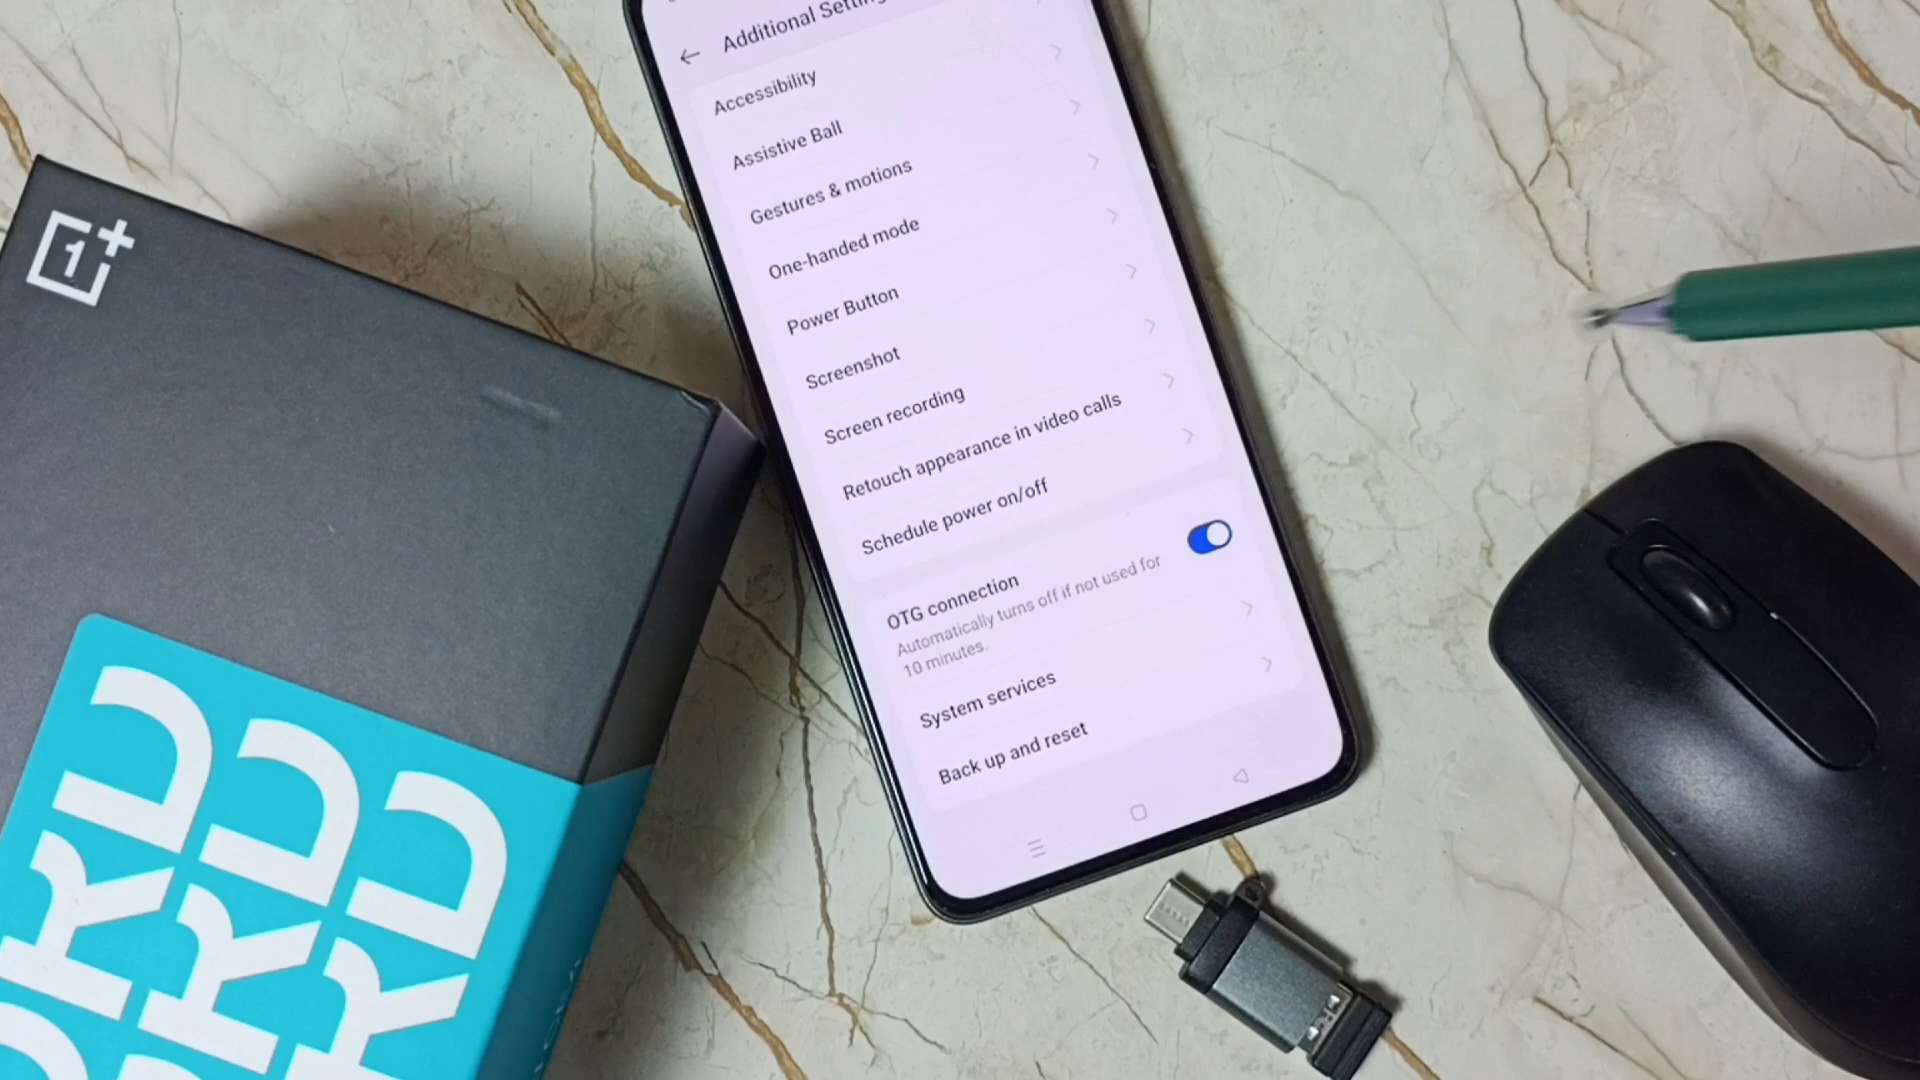 Additional Settings
Accessibility
Assistive Ball
Gestures & motions
One-handed mode
Power Button
Screenshot
Screen recording
Retouch appearance in video calls
Schedule power on/off
OTG connection
Automatically turns off if not used for
10 minutes.
System services
Back up and reset
1+